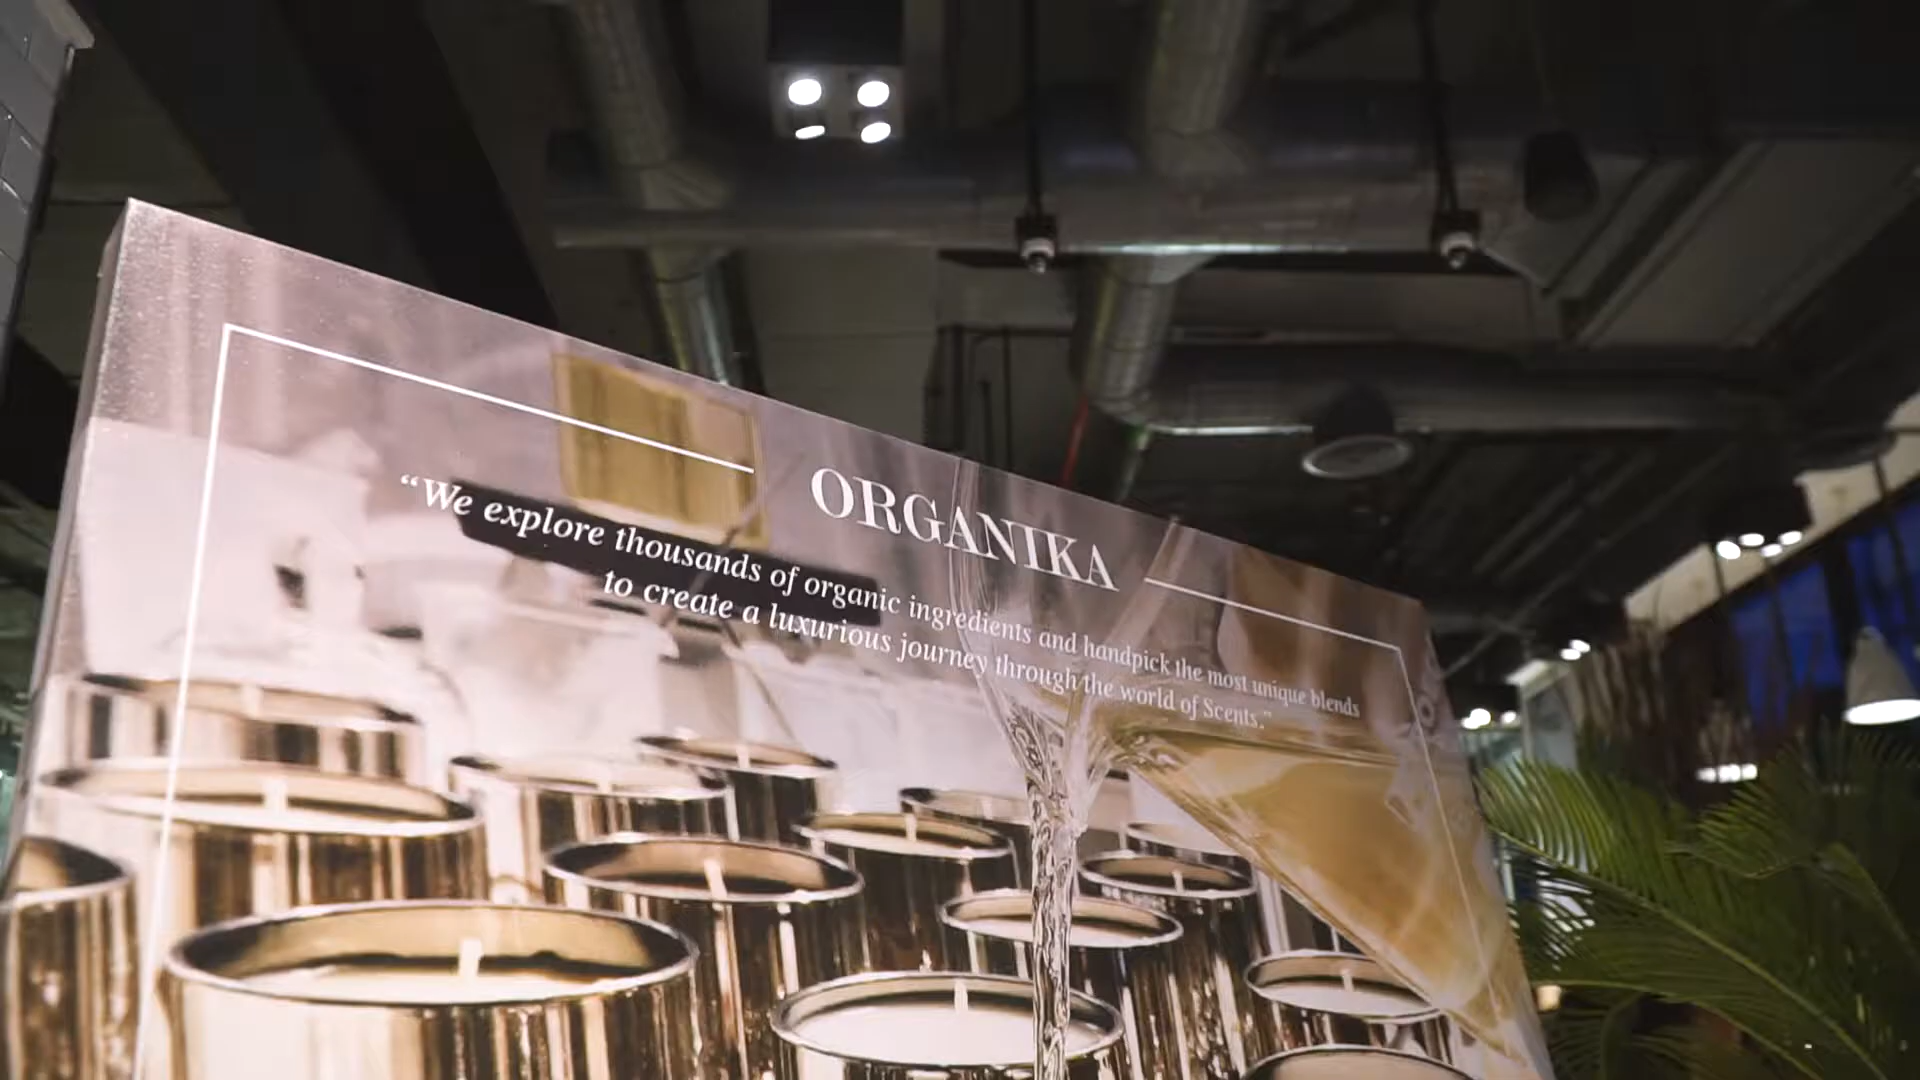 ORGANIKA
“We explore thousands of organic ingredients and handpick the most unique blends
to create a luxurious journey through the world of Scents.”